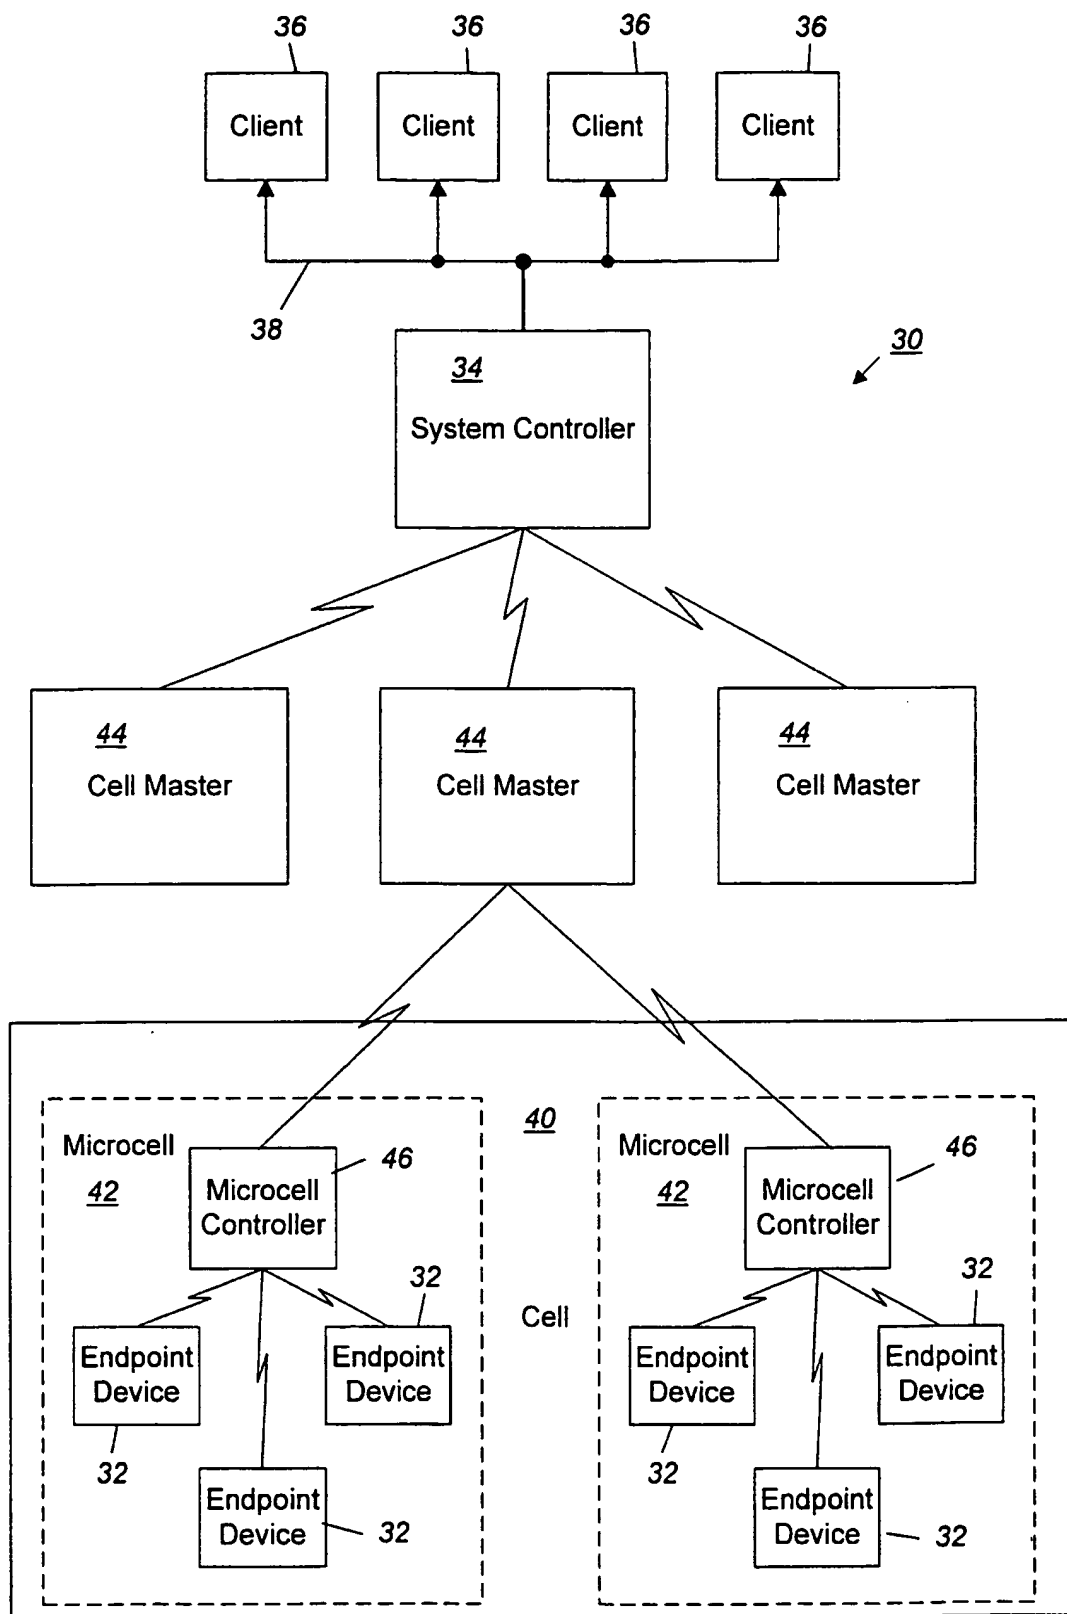 36 36 36 36
Client Client Client Client
38
30
34
System Controller
44 44 44
Cell Master Cell Master Cell Master
40
Microcell
42
46
Microcell
Controller
32
Endpoint
Device
32
Endpoint
Device
Endpoint
Device
32
Cell
Microcell
42
46
Microcell
Controller
32
Endpoint
Device
32
Endpoint
Device
Endpoint
Device
32